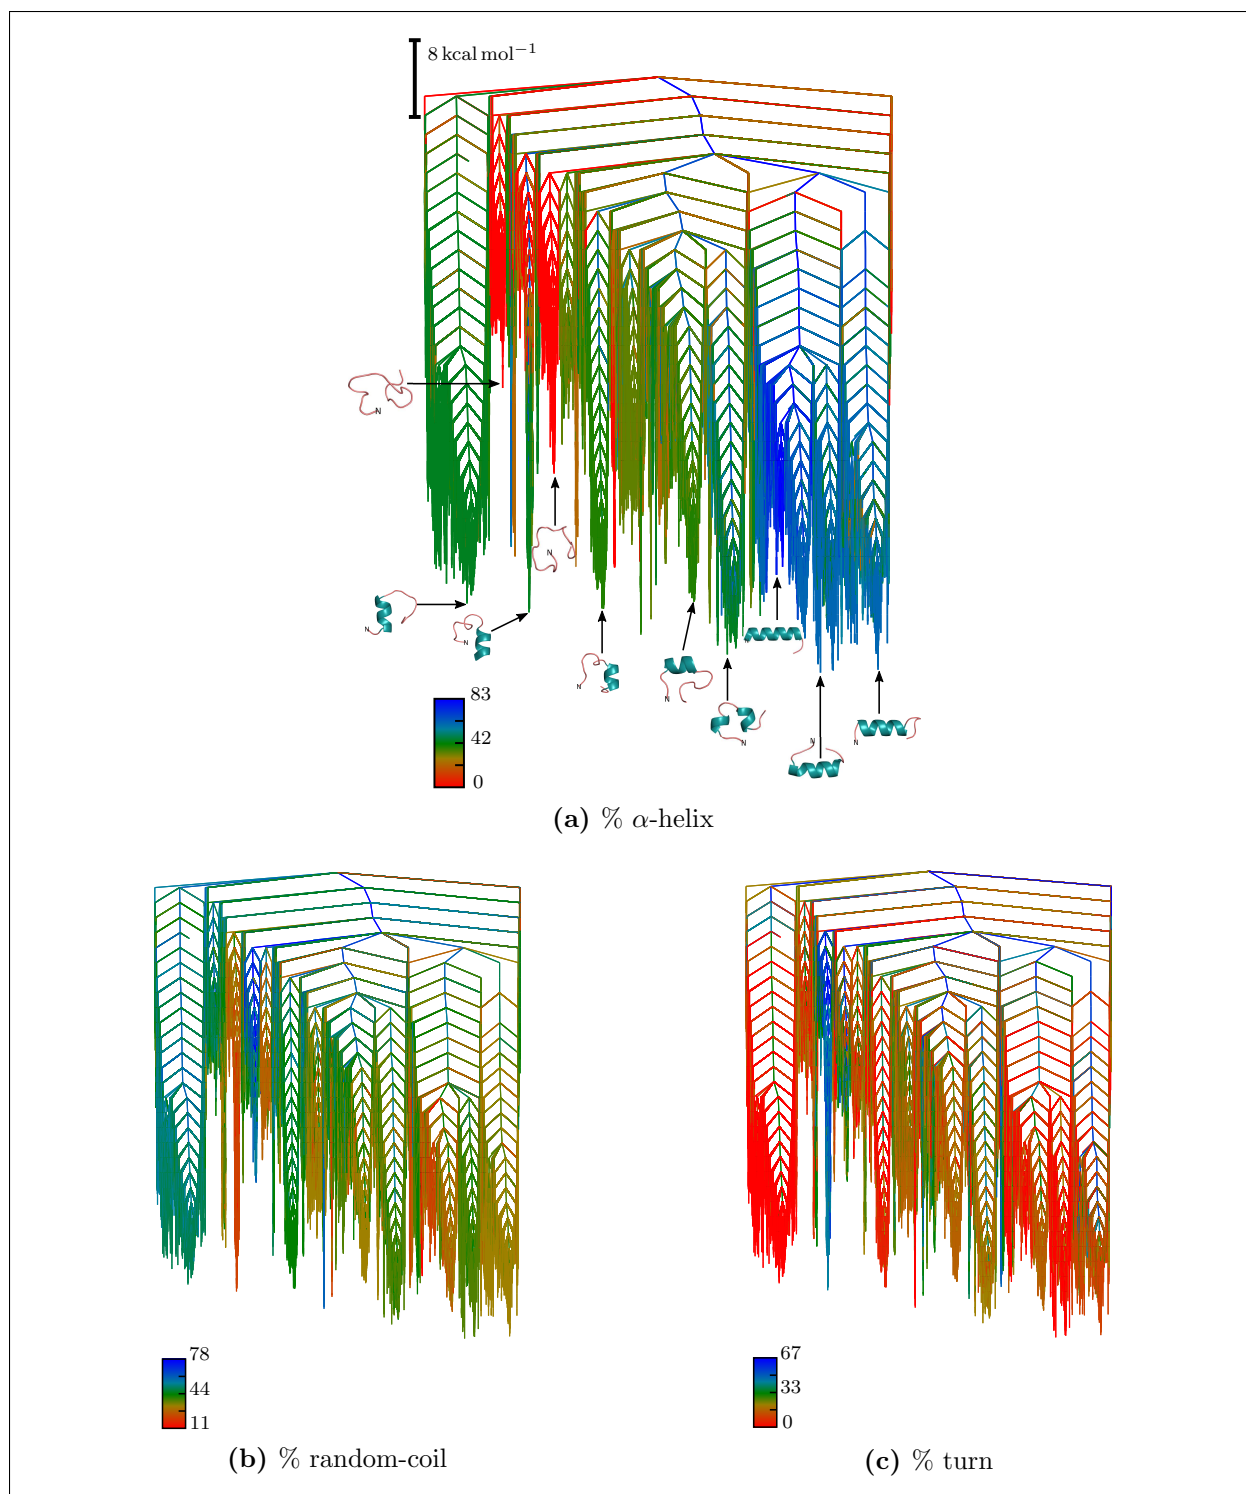 8 kcal mol⁻¹
N
N
N
N
N
N
N
N
N
83
42
0
(a) % α-helix
78
44
11
(b) % random-coil
67
33
0
(c) % turn